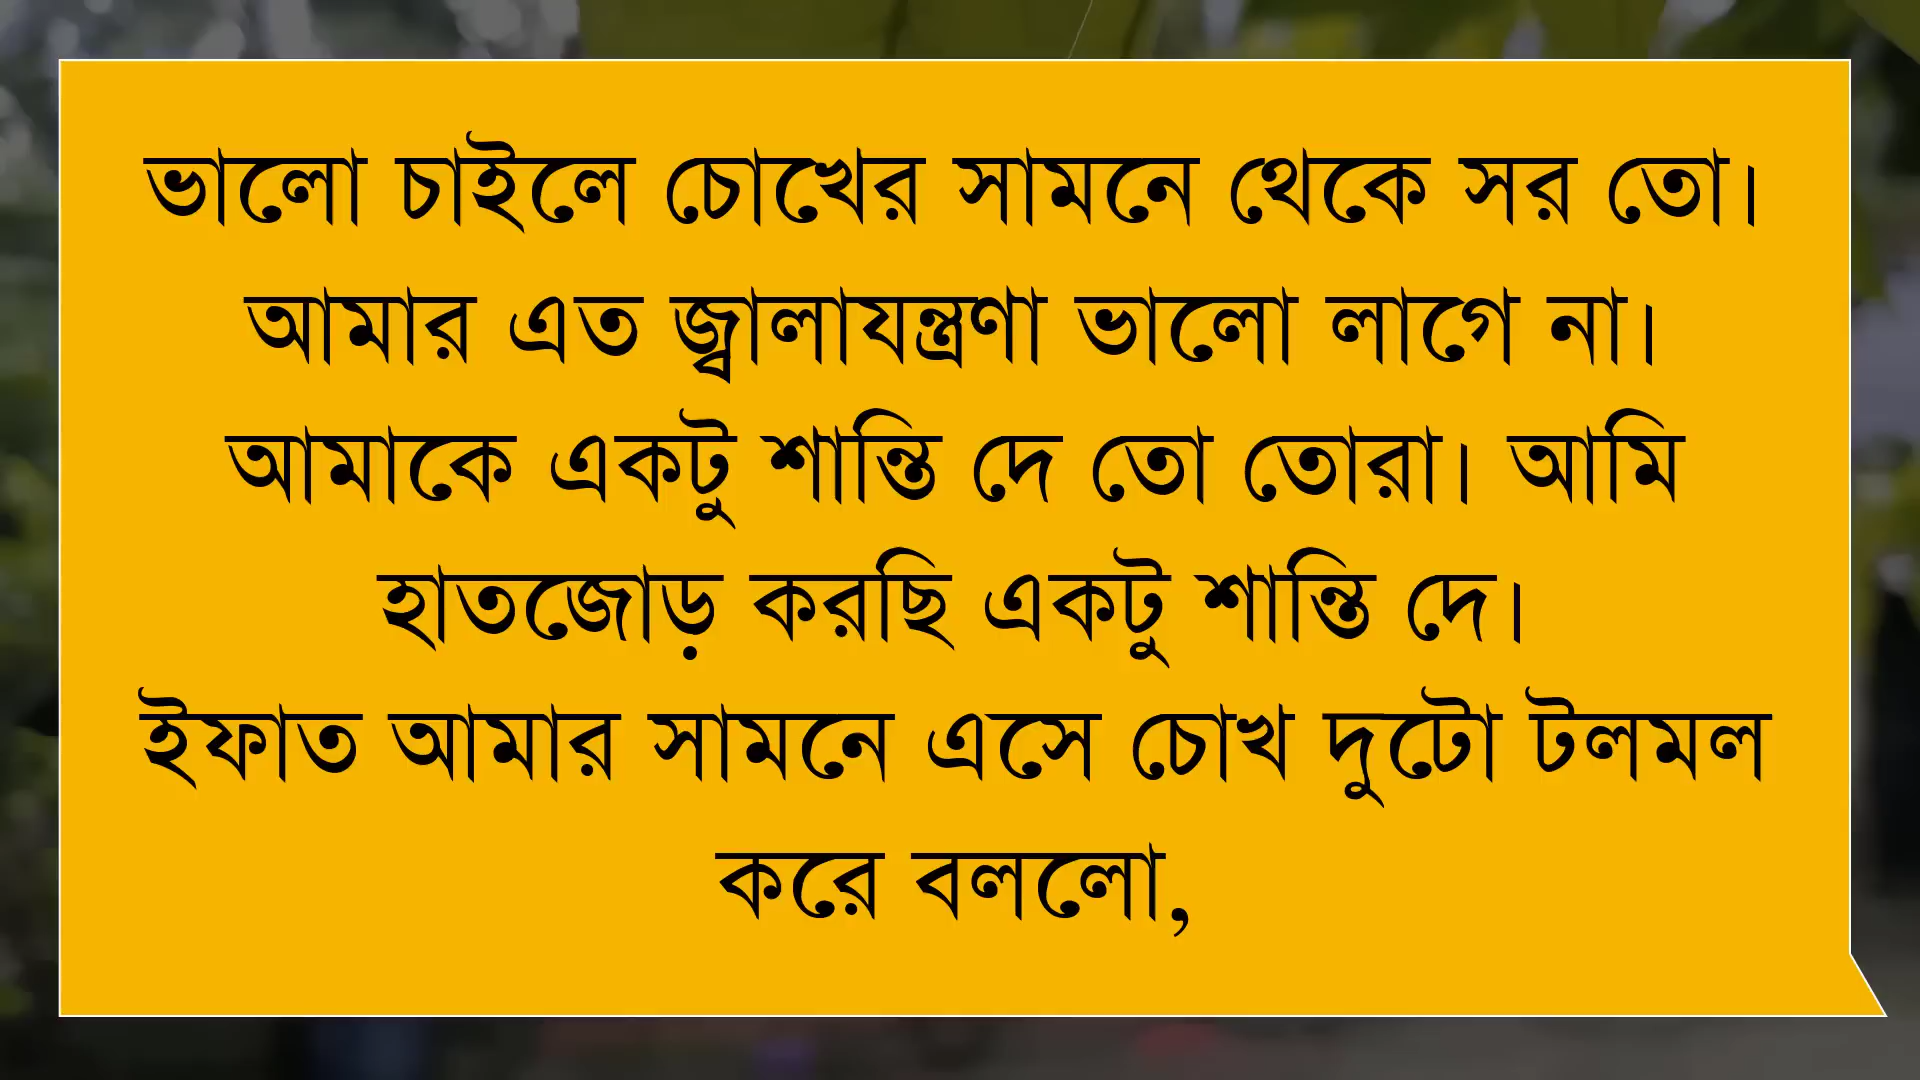 ভালো চাইলে চোখের সামনে থেকে সর তো।
আমার এত জ্বালাযন্ত্রণা ভালো লাগে না।
আমাকে একটু শান্তি দে তো তোরা। আমি
হাতজোড় করছি একটু শান্তি দে।
ইফাত আমার সামনে এসে চোখ দুটো টলমল
করে বললো,